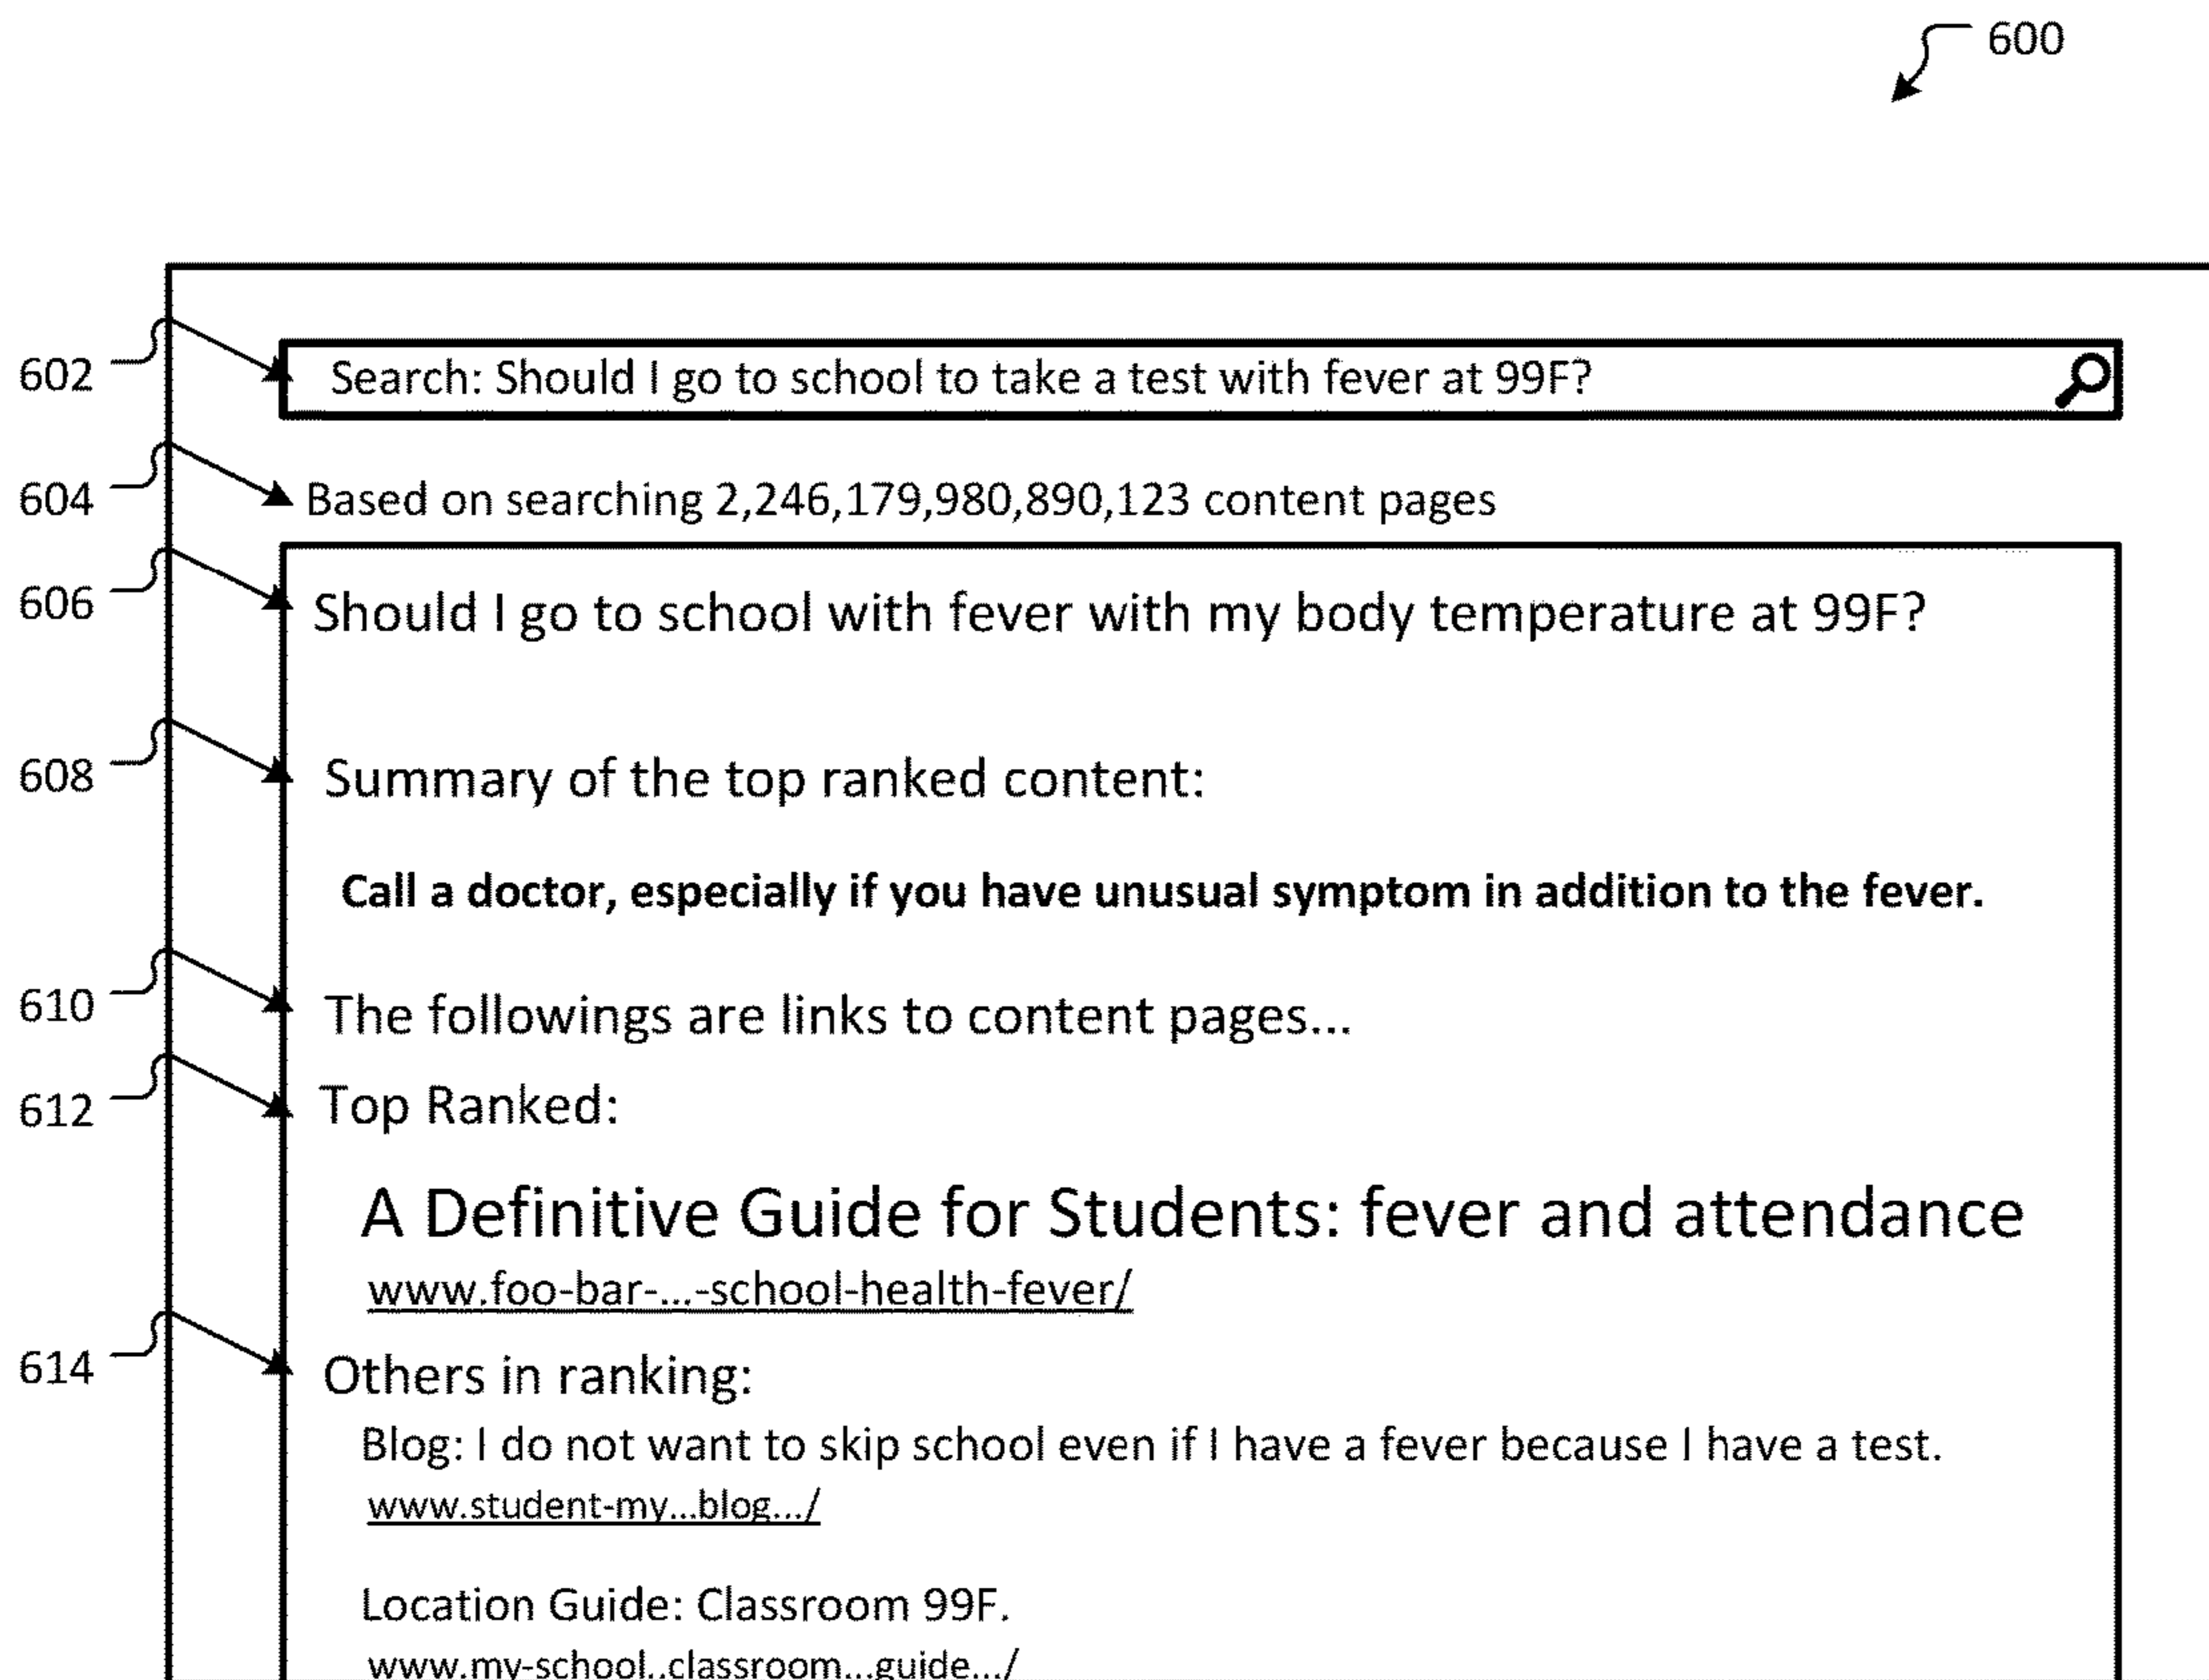 600
602 Search: Should I go to school to take a test with fever at 99F?
604 Based on searching 2,246,179,980,890,123 content pages
606 Should I go to school with fever with my body temperature at 99F?
608 Summary of the top ranked content:
Call a doctor, especially if you have unusual symptom in addition to the fever.
610 The followings are links to content pages...
612 Top Ranked:
A Definitive Guide for Students: fever and attendance
www.foo-bar-...-school-health-fever/
614 Others in ranking:
Blog: I do not want to skip school even if I have a fever because I have a test.
www.student-my...blog.../
Location Guide: Classroom 99F.
www.my-school..classroom...guide.../